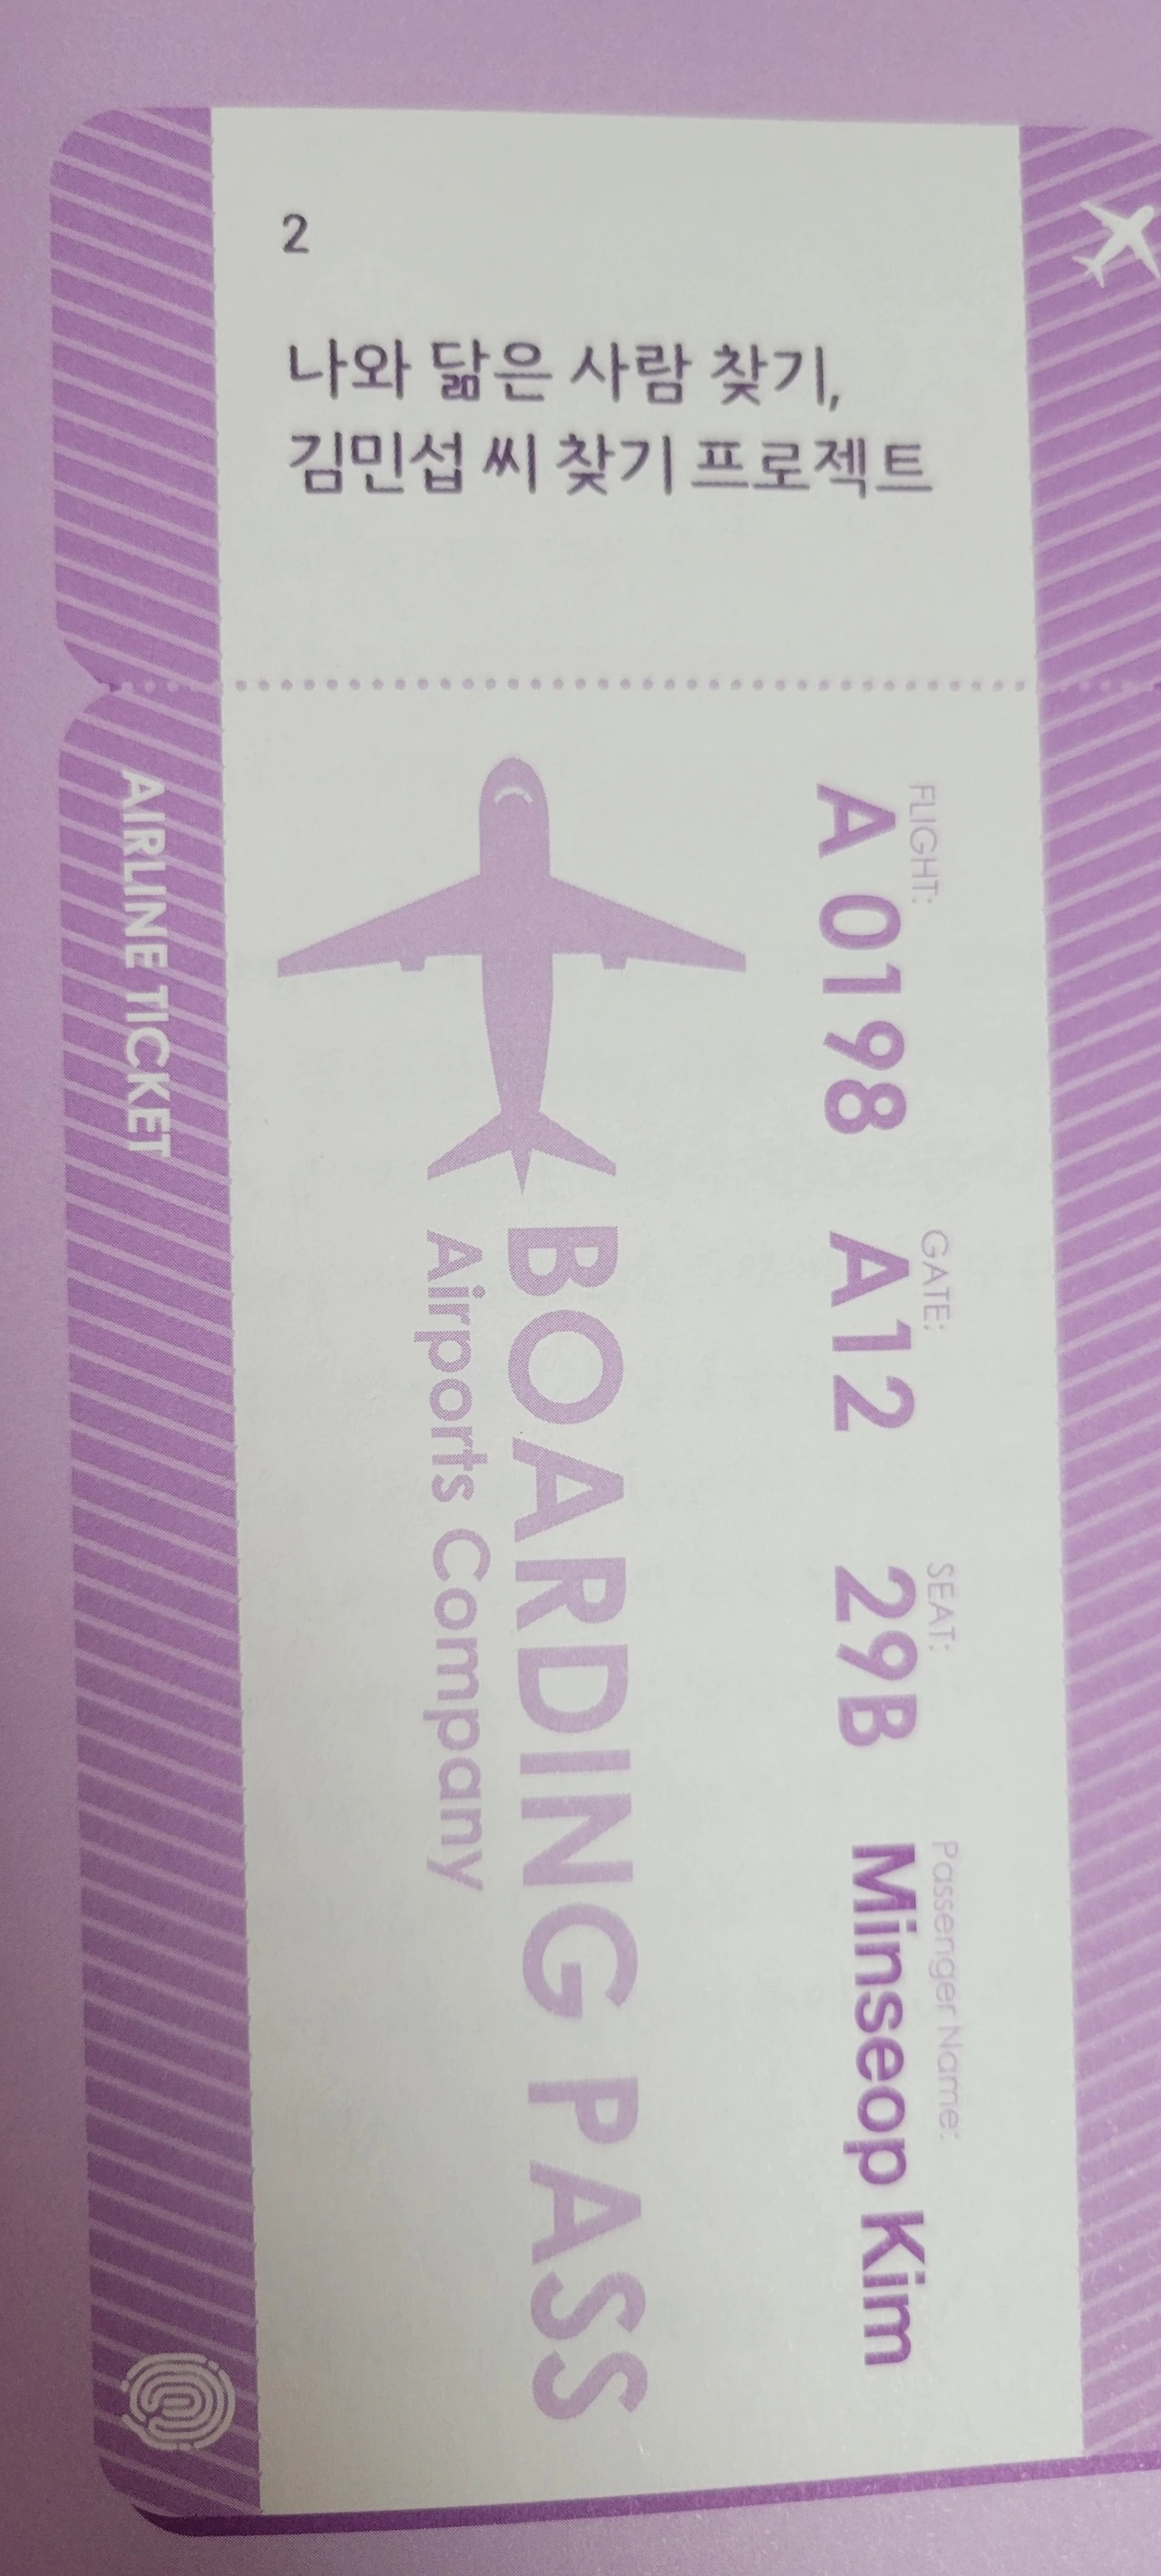 2
나와 닮은 사람 찾기,
김민섭 씨 찾기 프로젝트
AIRLINE TICKET
BOARDING PASS
Airports Company
FLIGHT:
A 0198
GATE:
A12
SEAT:
29B
Passenger Name:
Minseop Kim